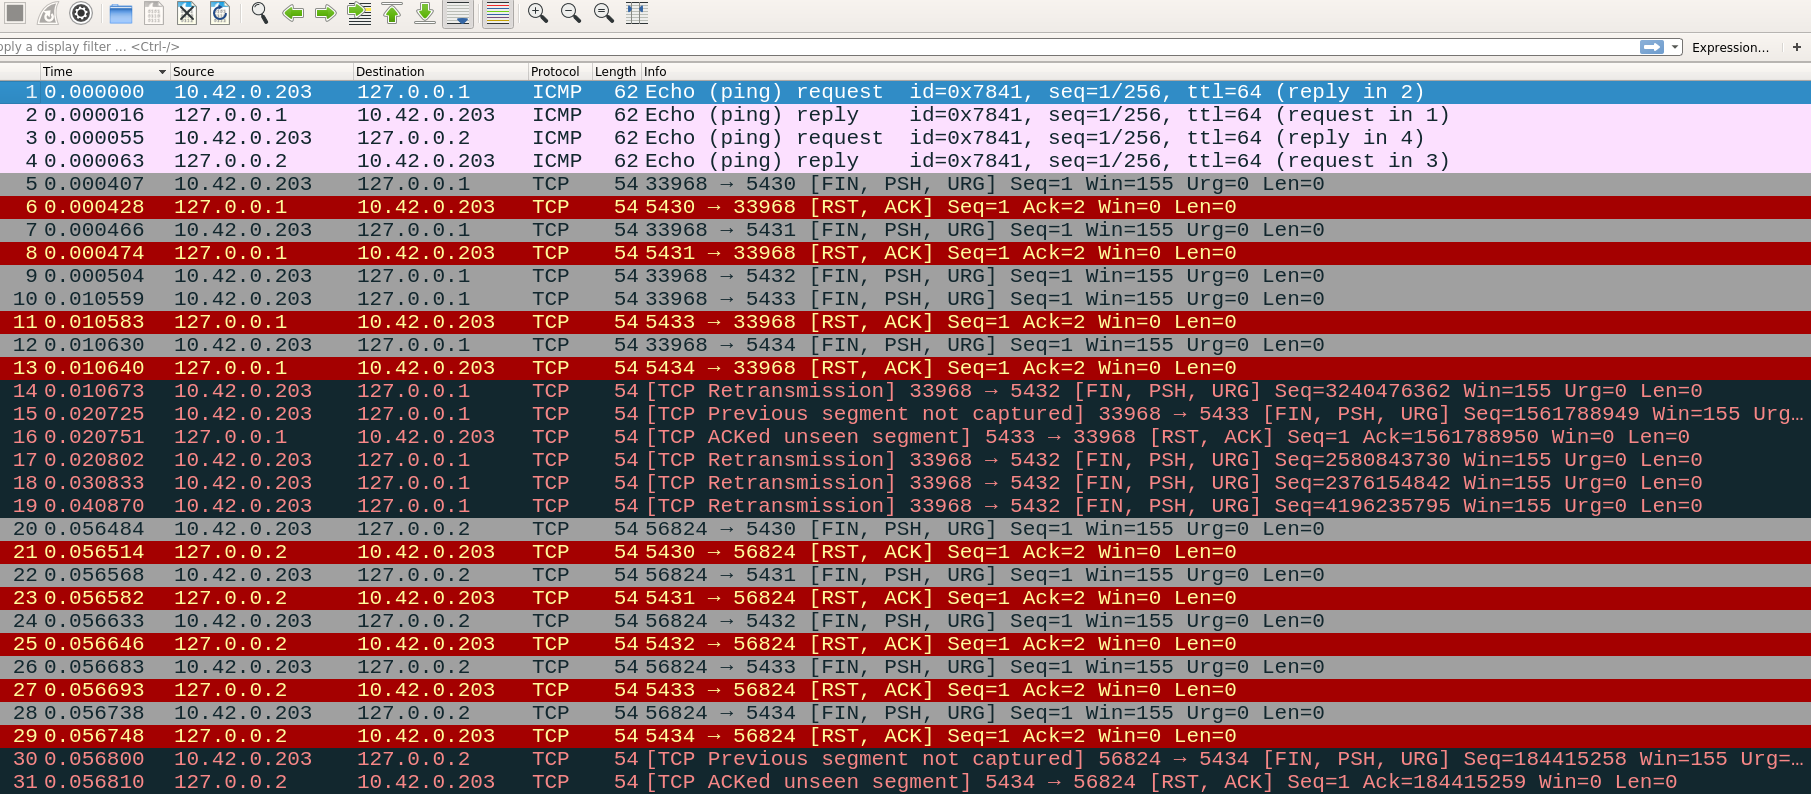 pply a display filter ... <Ctrl-/> Expression... +
Time Source Destination Protocol Length Info
1 0.000000 10.42.0.203 127.0.0.1 ICMP 62 Echo (ping) request id=0x7841, seq=1/256, ttl=64 (reply in 2)
2 0.000016 127.0.0.1 10.42.0.203 ICMP 62 Echo (ping) reply id=0x7841, seq=1/256, ttl=64 (request in 1)
3 0.000055 10.42.0.203 127.0.0.2 ICMP 62 Echo (ping) request id=0x7841, seq=1/256, ttl=64 (reply in 4)
4 0.000063 127.0.0.2 10.42.0.203 ICMP 62 Echo (ping) reply id=0x7841, seq=1/256, ttl=64 (request in 3)
5 0.000407 10.42.0.203 127.0.0.1 TCP 54 33968 → 5430 [FIN, PSH, URG] Seq=1 Win=155 Urg=0 Len=0
6 0.000428 127.0.0.1 10.42.0.203 TCP 54 5430 → 33968 [RST, ACK] Seq=1 Ack=2 Win=0 Len=0
7 0.000466 10.42.0.203 127.0.0.1 TCP 54 33968 → 5431 [FIN, PSH, URG] Seq=1 Win=155 Urg=0 Len=0
8 0.000474 127.0.0.1 10.42.0.203 TCP 54 5431 → 33968 [RST, ACK] Seq=1 Ack=2 Win=0 Len=0
9 0.000504 10.42.0.203 127.0.0.1 TCP 54 33968 → 5432 [FIN, PSH, URG] Seq=1 Win=155 Urg=0 Len=0
10 0.010559 10.42.0.203 127.0.0.1 TCP 54 33968 → 5433 [FIN, PSH, URG] Seq=1 Win=155 Urg=0 Len=0
11 0.010583 127.0.0.1 10.42.0.203 TCP 54 5433 → 33968 [RST, ACK] Seq=1 Ack=2 Win=0 Len=0
12 0.010630 10.42.0.203 127.0.0.1 TCP 54 33968 → 5434 [FIN, PSH, URG] Seq=1 Win=155 Urg=0 Len=0
13 0.010640 127.0.0.1 10.42.0.203 TCP 54 5434 → 33968 [RST, ACK] Seq=1 Ack=2 Win=0 Len=0
14 0.010673 10.42.0.203 127.0.0.1 TCP 54 [TCP Retransmission] 33968 → 5432 [FIN, PSH, URG] Seq=3240476362 Win=155 Urg=0 Len=0
15 0.020725 10.42.0.203 127.0.0.1 TCP 54 [TCP Previous segment not captured] 33968 → 5433 [FIN, PSH, URG] Seq=1561788949 Win=155 Urg…
16 0.020751 127.0.0.1 10.42.0.203 TCP 54 [TCP ACKed unseen segment] 5433 → 33968 [RST, ACK] Seq=1 Ack=1561788950 Win=0 Len=0
17 0.020802 10.42.0.203 127.0.0.1 TCP 54 [TCP Retransmission] 33968 → 5432 [FIN, PSH, URG] Seq=2580843730 Win=155 Urg=0 Len=0
18 0.030833 10.42.0.203 127.0.0.1 TCP 54 [TCP Retransmission] 33968 → 5432 [FIN, PSH, URG] Seq=2376154842 Win=155 Urg=0 Len=0
19 0.040870 10.42.0.203 127.0.0.1 TCP 54 [TCP Retransmission] 33968 → 5432 [FIN, PSH, URG] Seq=4196235795 Win=155 Urg=0 Len=0
20 0.056484 10.42.0.203 127.0.0.2 TCP 54 56824 → 5430 [FIN, PSH, URG] Seq=1 Win=155 Urg=0 Len=0
21 0.056514 127.0.0.2 10.42.0.203 TCP 54 5430 → 56824 [RST, ACK] Seq=1 Ack=2 Win=0 Len=0
22 0.056568 10.42.0.203 127.0.0.2 TCP 54 56824 → 5431 [FIN, PSH, URG] Seq=1 Win=155 Urg=0 Len=0
23 0.056582 127.0.0.2 10.42.0.203 TCP 54 5431 → 56824 [RST, ACK] Seq=1 Ack=2 Win=0 Len=0
24 0.056633 10.42.0.203 127.0.0.2 TCP 54 56824 → 5432 [FIN, PSH, URG] Seq=1 Win=155 Urg=0 Len=0
25 0.056646 127.0.0.2 10.42.0.203 TCP 54 5432 → 56824 [RST, ACK] Seq=1 Ack=2 Win=0 Len=0
26 0.056683 10.42.0.203 127.0.0.2 TCP 54 56824 → 5433 [FIN, PSH, URG] Seq=1 Win=155 Urg=0 Len=0
27 0.056693 127.0.0.2 10.42.0.203 TCP 54 5433 → 56824 [RST, ACK] Seq=1 Ack=2 Win=0 Len=0
28 0.056738 10.42.0.203 127.0.0.2 TCP 54 56824 → 5434 [FIN, PSH, URG] Seq=1 Win=155 Urg=0 Len=0
29 0.056748 127.0.0.2 10.42.0.203 TCP 54 5434 → 56824 [RST, ACK] Seq=1 Ack=2 Win=0 Len=0
30 0.056800 10.42.0.203 127.0.0.2 TCP 54 [TCP Previous segment not captured] 56824 → 5434 [FIN, PSH, URG] Seq=184415258 Win=155 Urg=…
31 0.056810 127.0.0.2 10.42.0.203 TCP 54 [TCP ACKed unseen segment] 5434 → 56824 [RST, ACK] Seq=1 Ack=184415259 Win=0 Len=0